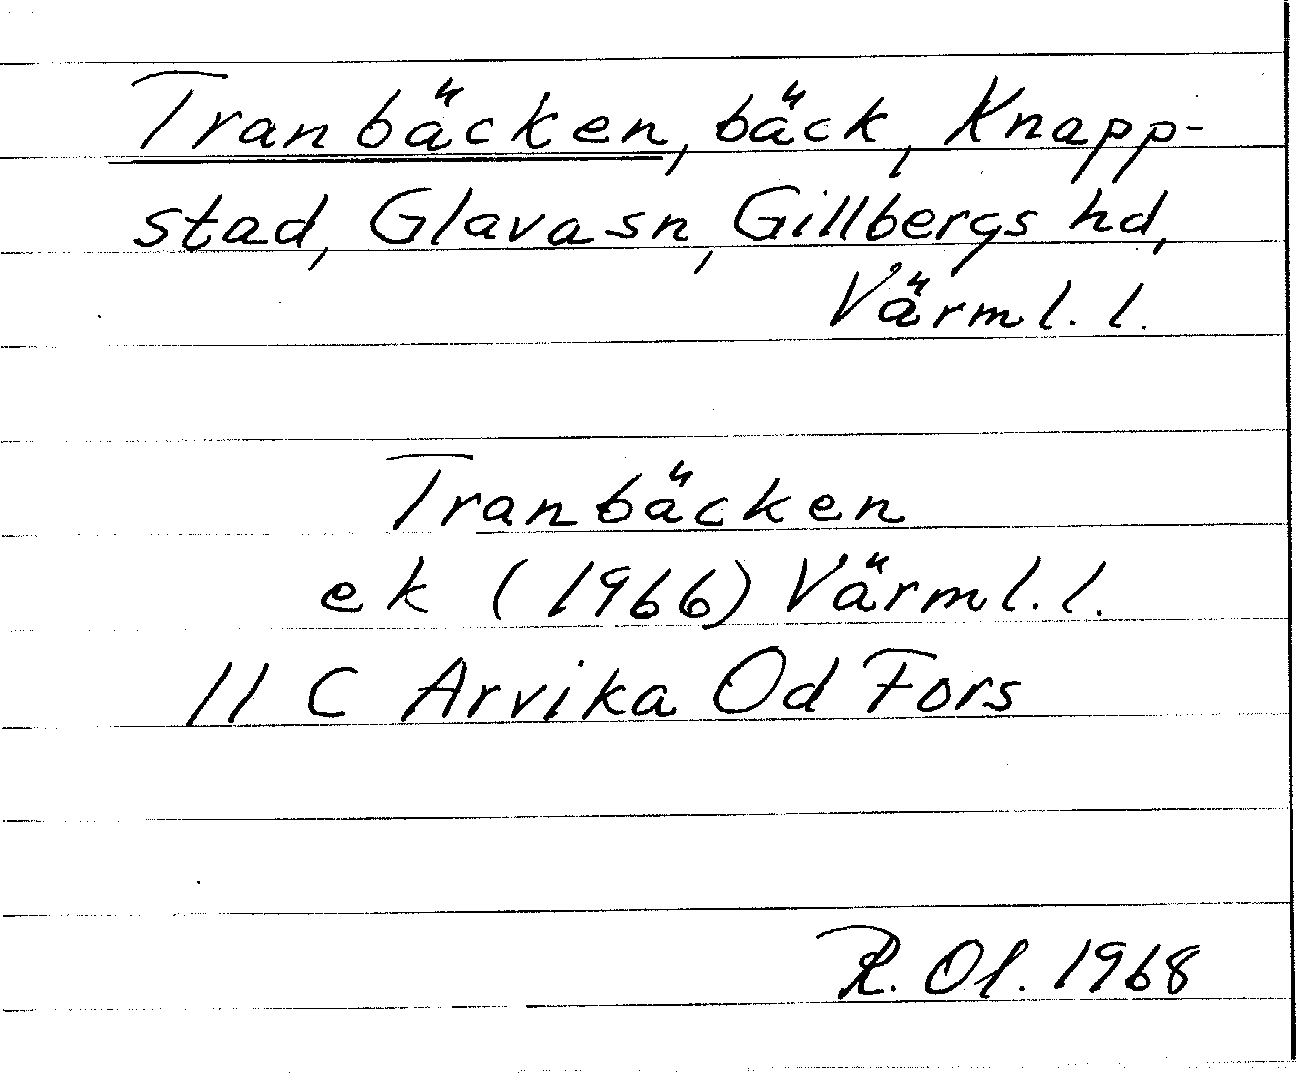 Tranbäcken, bäck, Knapp-
stad, Glava sn, Gillbergs hd,
Värml. l.
Tranbäcken
ek (1966) Värml. l.
11 C Arvika Od Fors
R. Ol. 1968